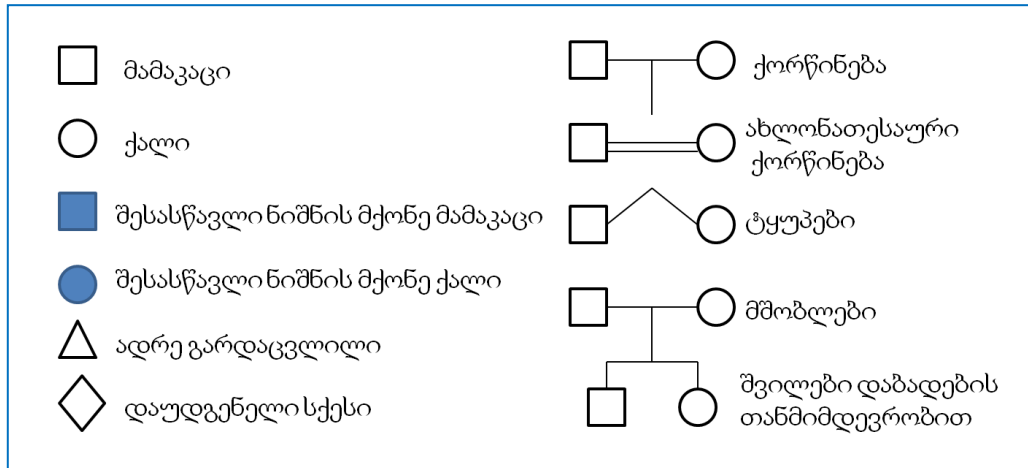 მამაკაცი
ქალი
შესასწავლი ნიშნის მქონე მამაკაცი
შესასწავლი ნიშნის მქონე ქალი
ადრე გარდაცვლილი
დაუდგენელი სქესი
ქორწინება
ახლონათესაური
ქორწინება
ტყუპები
მშობლები
შვილები დაბადების
თანმიმდევრობით